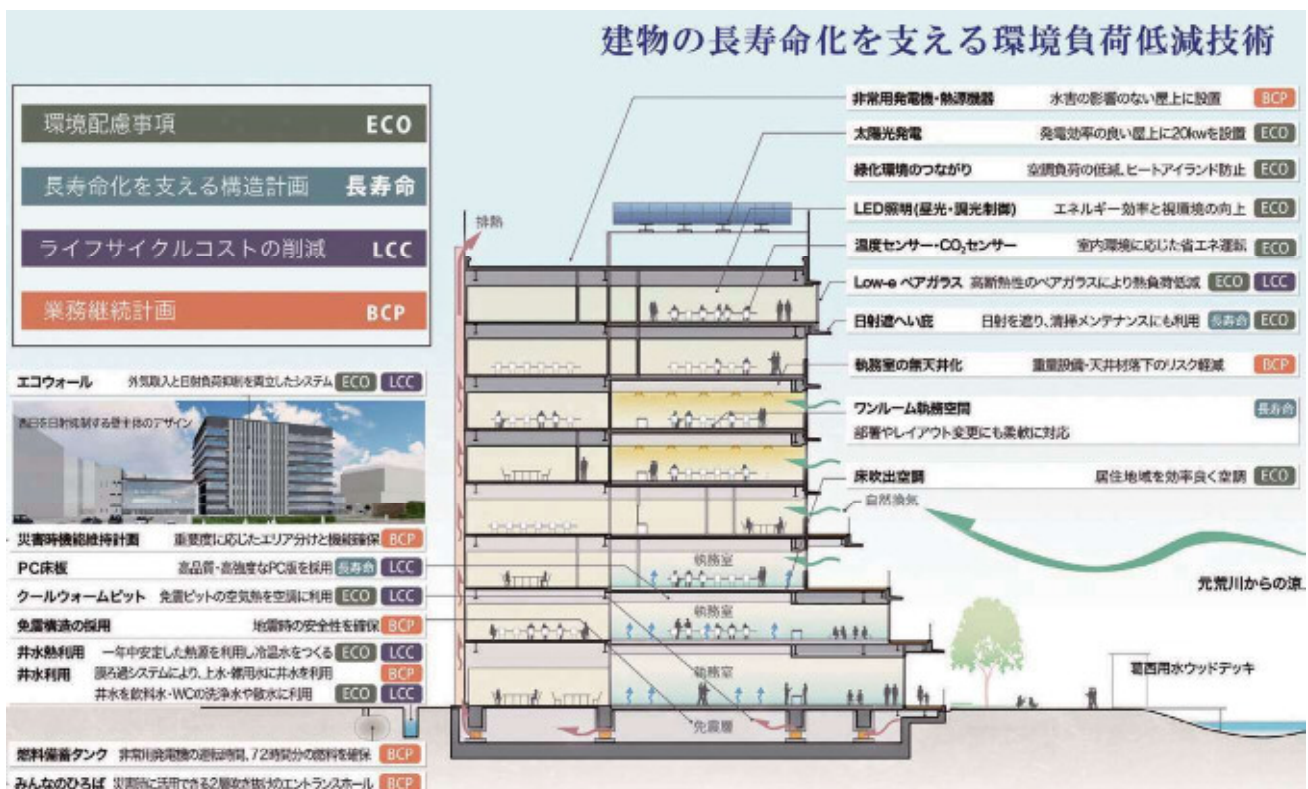 建物の長寿命化を支える環境負荷低減技術
環境配慮事項 ECO
長寿命化を支える構造計画 長寿命
ライフサイクルコストの削減 LCC
業務継続計画 BCP
エコウォール 外気取入と日射負荷抑制を両立したシステム ECO LCC
西日を日射抑制する壁主体のデザイン
災害時機能維持計画 重要度に応じたエリア分けと機能確保 BCP
PC床板 高品質・高強度なPC版を採用 長寿命 LCC
クールウォームピット 免震ピットの空気熱を空調に利用 ECO LCC
免震構造の採用 地震時の安全性を確保 BCP
井水熱利用 一年中安定した熱源を利用し冷温水をつくる ECO LCC
井水利用 膜ろ過システムにより、上水・雑用水に井水を利用 BCP
井水を飲料水・WCの洗浄水や散水に利用 ECO LCC
燃料備蓄タンク 非常用発電機の運転時間、72時間分の燃料を確保 BCP
みんなのひろば 災害時に活用できる2層吹き抜けのエントランスホール BCP
非常用発電機・熱源機器 水害の影響のない屋上に設置 BCP
太陽光発電 発電効率の良い屋上に20kwを設置 ECO
緑化環境のつながり 空調負荷の低減、ヒートアイランド防止 ECO
LED照明(昼光・調光制御) エネルギー効率と視環境の向上 ECO
温度センサー・CO₂センサー 室内環境に応じた省エネ運転 ECO
Low-e ペアガラス 高断熱性のペアガラスにより熱負荷低減 ECO LCC
日射遮へい庇 日射を遮り、清掃メンテナンスにも利用 長寿命 ECO
執務室の無天井化 重量設備・天井材落下のリスク軽減 BCP
ワンルーム執務空間 長寿命
部署やレイアウト変更にも柔軟に対応
床吹出空調 居住地域を効率良く空調 ECO
排熱
自然換気
執務室
執務室
執務室
免震層
元荒川からの涼
葛西用水ウッドデッキ